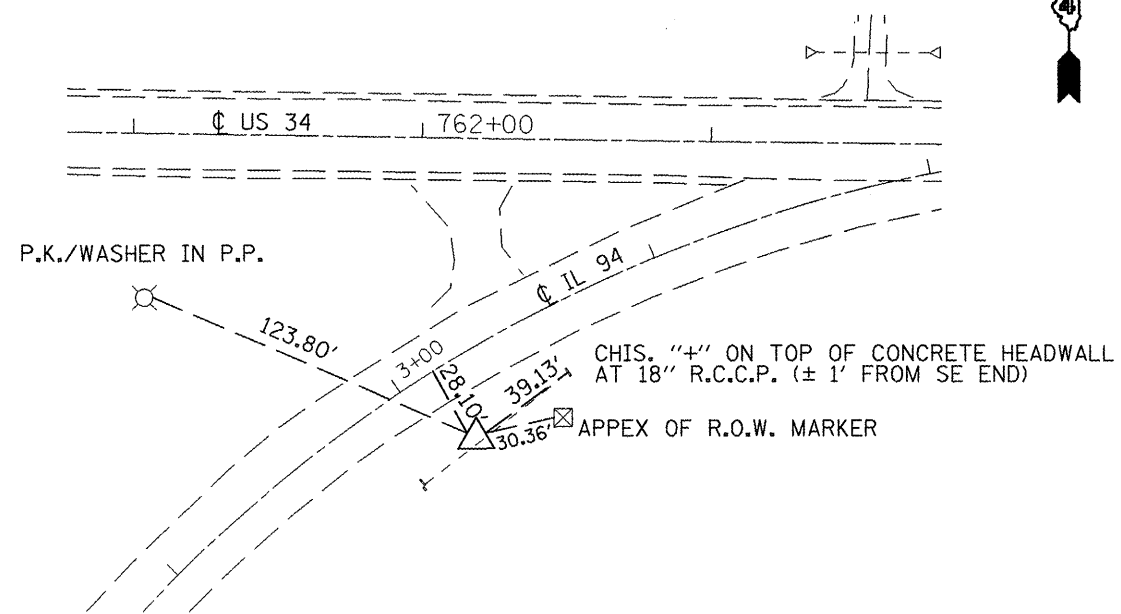 4
℄ US 34
762+00
P.K./WASHER IN P.P.
℄ IL 94
123.80'
3+00
28.10'
39.13'
CHIS. "+" ON TOP OF CONCRETE HEADWALL
AT 18" R.C.C.P. (± 1' FROM SE END)
30.36'
APPEX OF R.O.W. MARKER